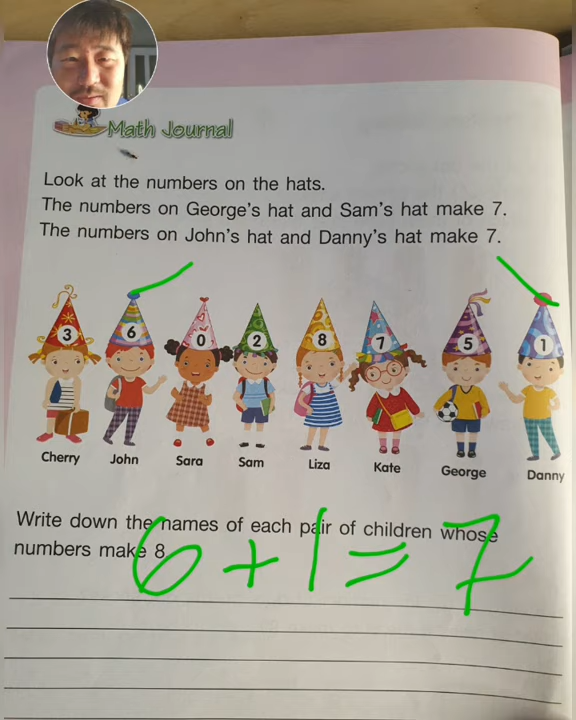 Math Journal
Look at the numbers on the hats.
The numbers on George's hat and Sam's hat make 7.
The numbers on John's hat and Danny's hat make 7.
3 6 0 2 8 7 5 1
Cherry John Sara Sam Liza Kate George Danny
Write down the names of each pair of children whose
numbers make 8
6 + 1 = 7